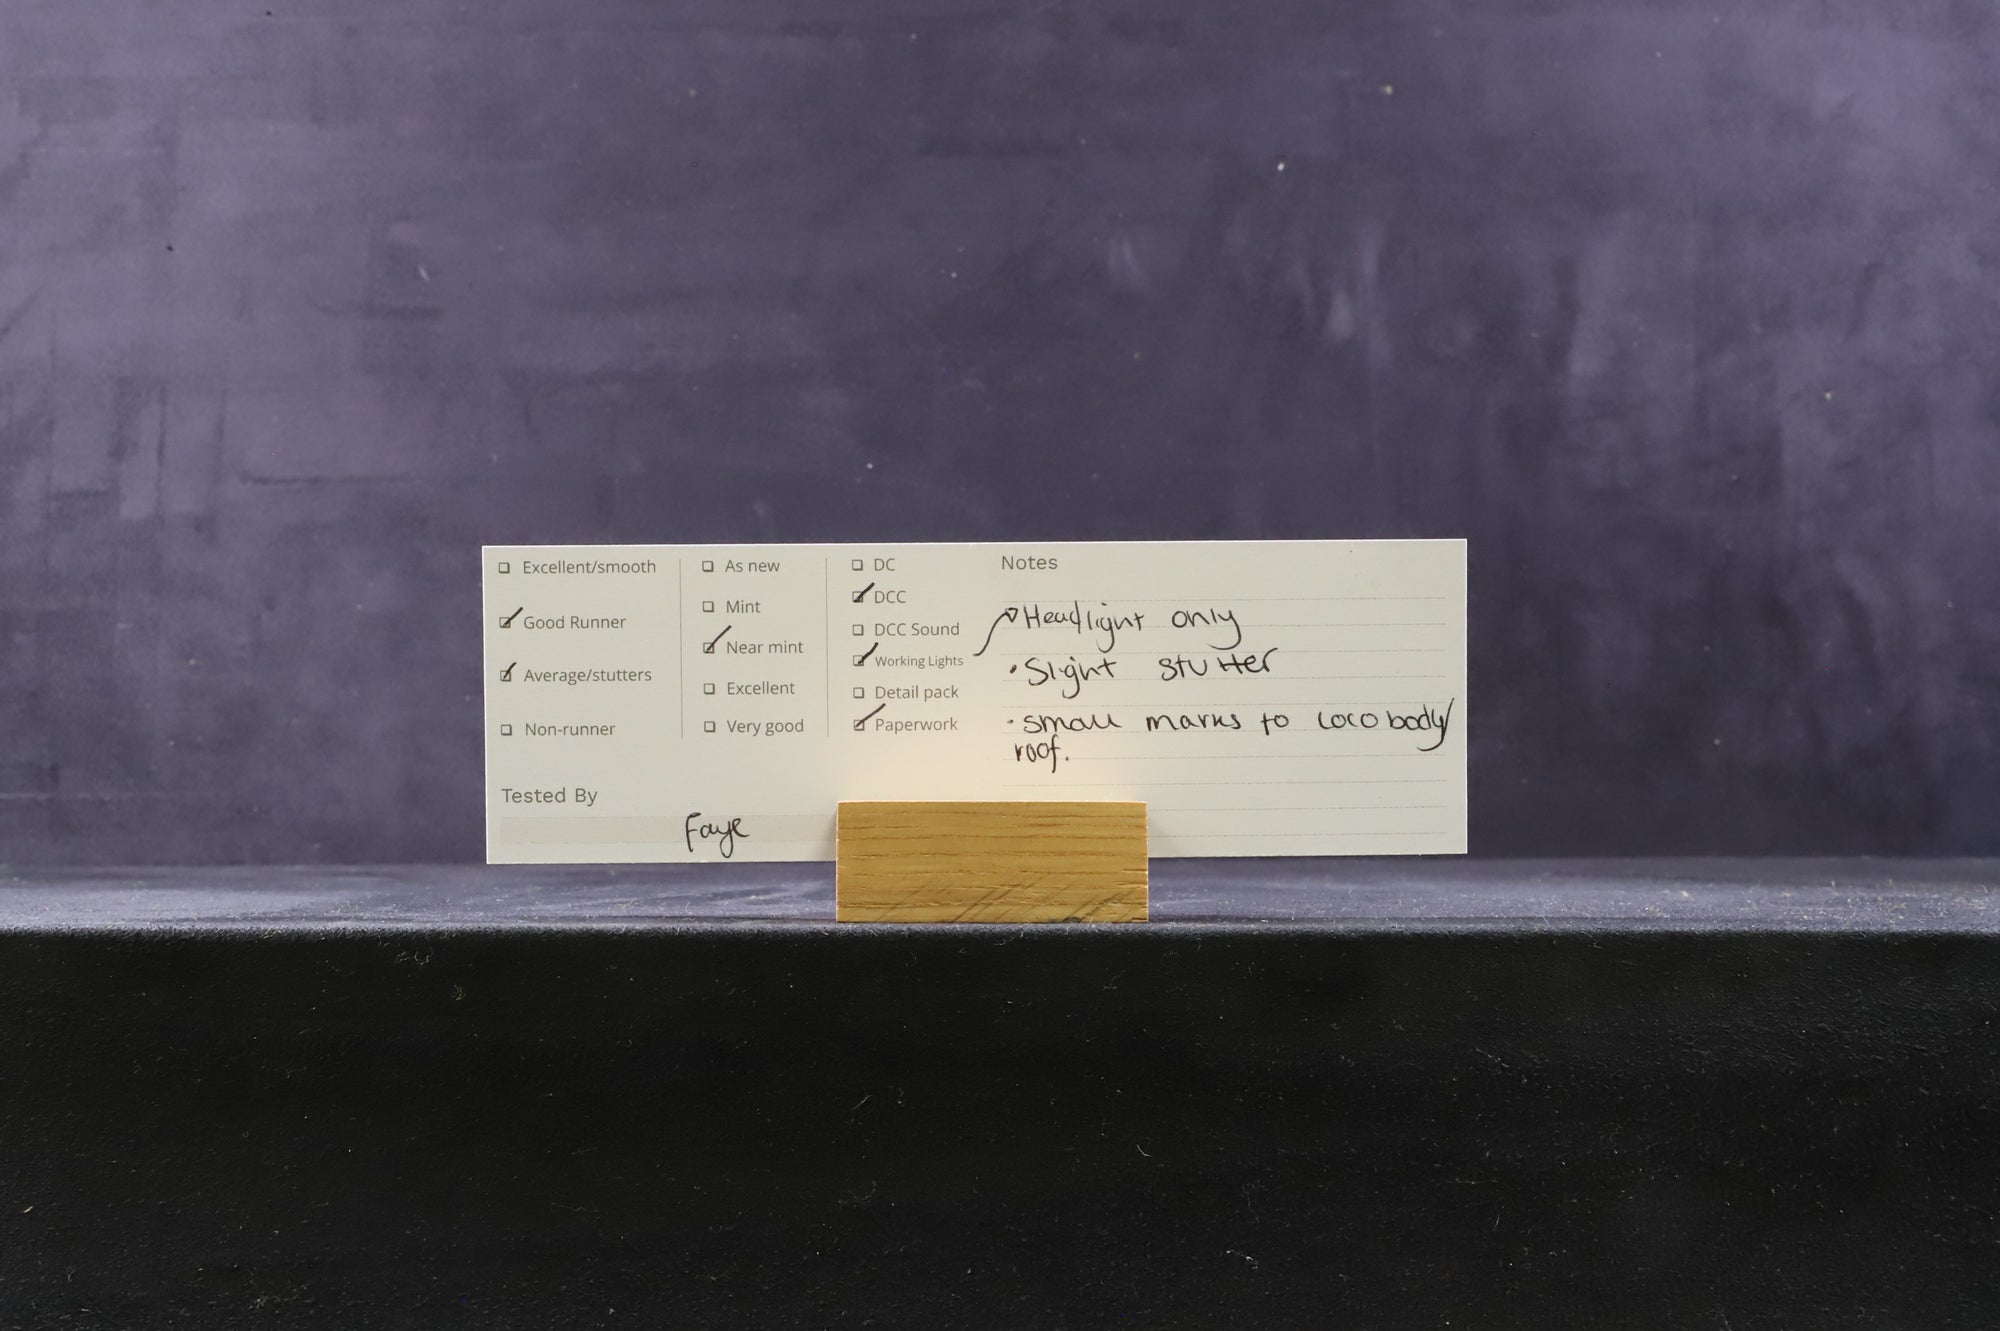 Excellent/smooth
Good Runner
Average/stutters
Non-runner
As new
Mint
Near mint
Excellent
Very good
DC
DCC
DCC Sound
Working Lights
Detail pack
Paperwork
Notes
Headlight only
• Slight stutter
• small marks to loco body/
roof.
Tested By
Faye